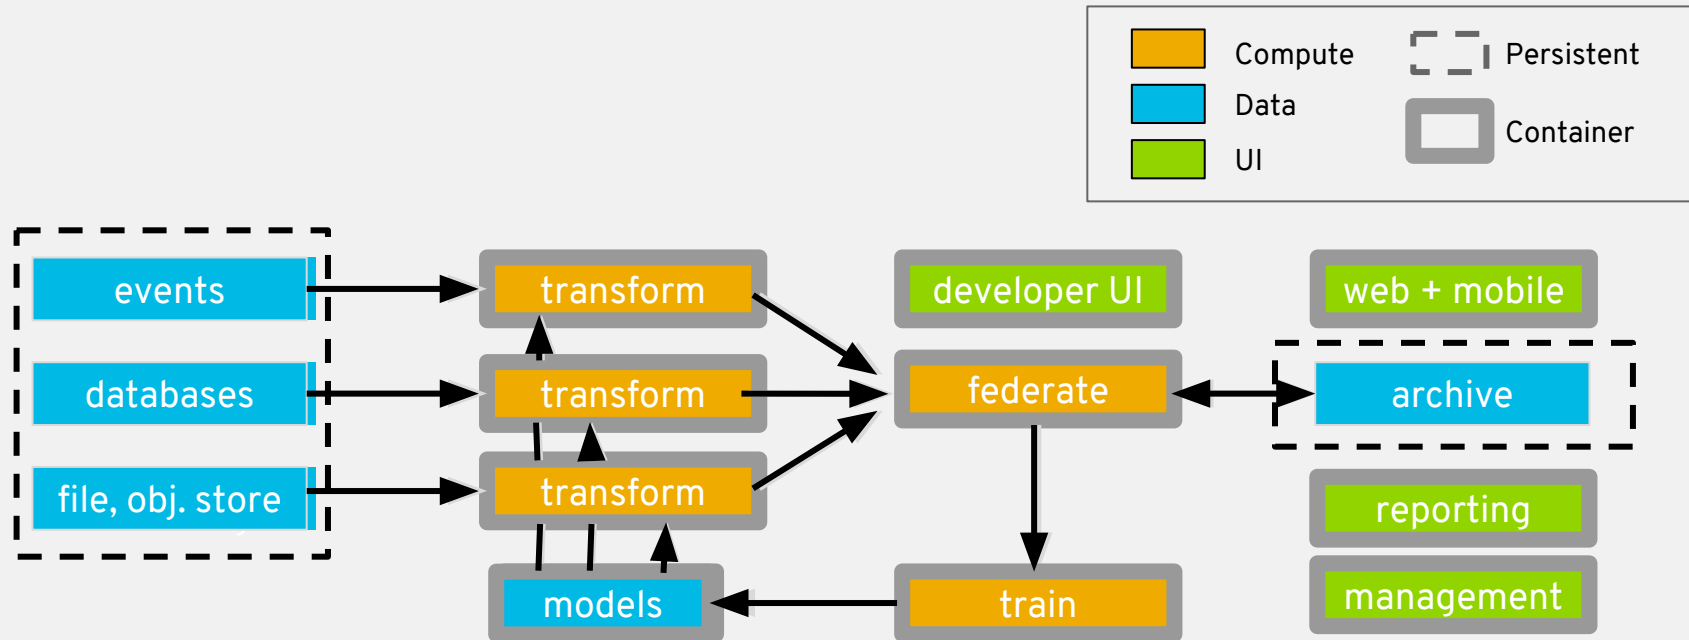 Compute
Persistent
Data
Container
UI
events
transform
developer UI
web + mobile
databases
transform
federate
archive
file, obj. store
transform
reporting
models
train
management